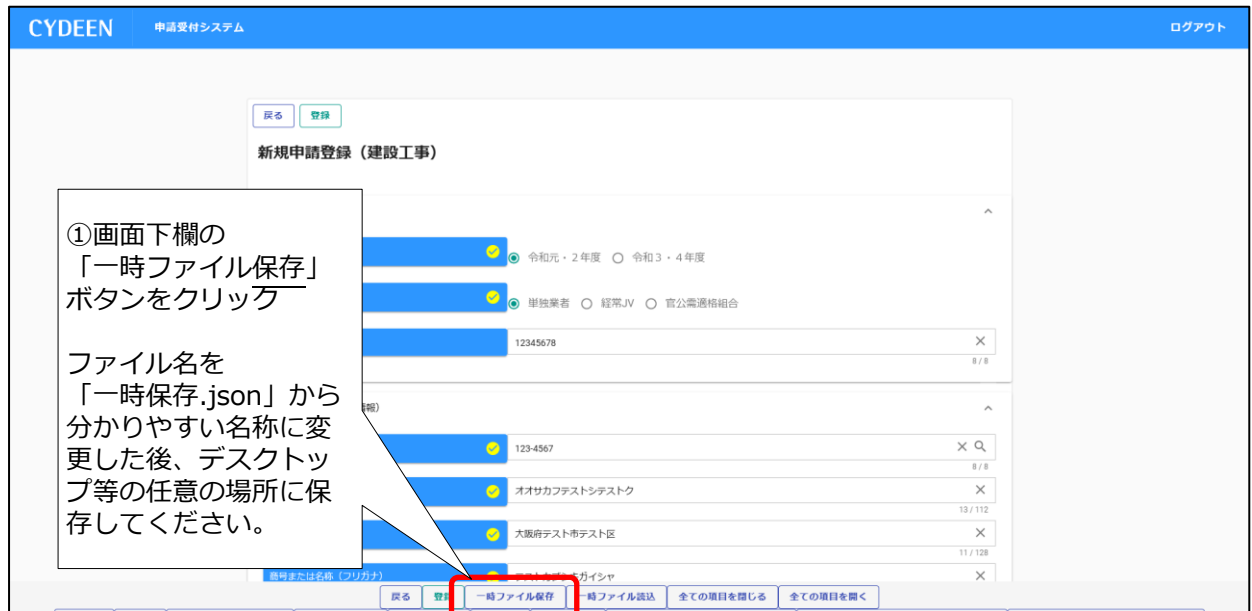 CYDEEN 申請受付システム ログアウト
戻る 登録
新規申請登録（建設工事）
①画面下欄の
「一時ファイル保存」
ボタンをクリック
ファイル名を
「一時保存.json」から
分かりやすい名称に変
更した後、デスクトッ
プ等の任意の場所に保
存してください。
令和元・２年度 令和３・４年度
単独業者 経常JV 官公需適格組合
12345678
8 / 8
情報）
123-4567
8 / 8
オオサカフテストシテストク
13 / 112
大阪府テスト市テスト区
11 / 128
商号または名称（フリガナ）
戻る 登録 一時ファイル保存 一時ファイル読込 全ての項目を閉じる 全ての項目を開く